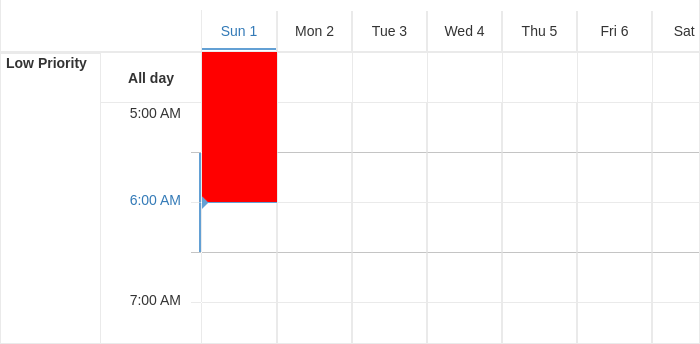 Sun 1 Mon 2 Tue 3 Wed 4 Thu 5 Fri 6 Sat
Low Priority
All day
5:00 AM
6:00 AM
7:00 AM